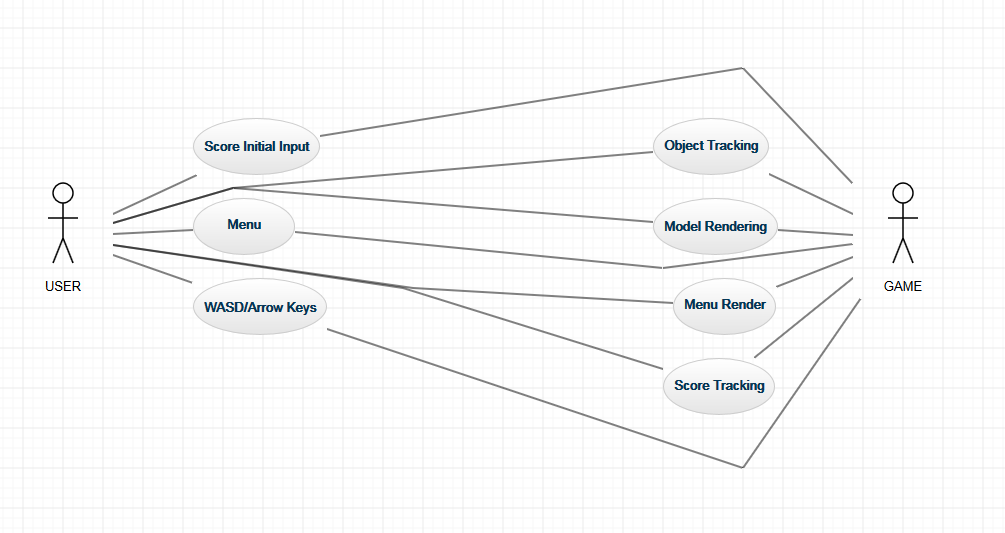 Score Initial Input
Object Tracking
Menu
Model Rendering
USER
GAME
WASD/Arrow Keys
Menu Render
Score Tracking